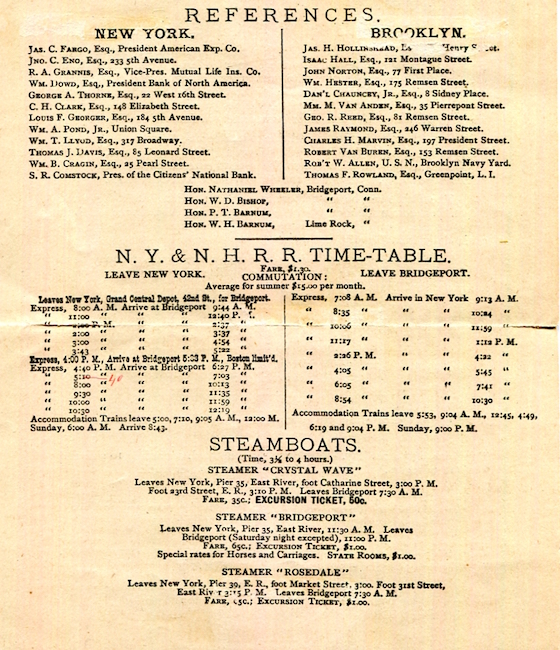 REFERENCES.
NEW YORK.
JAS. C. FARGO, ESQ., President American Exp. Co.
JNO. C. ENO, ESQ., 233 5th Avenue.
R. A. GRANNIS, ESQ., Vice-Pres. Mutual Life Ins. Co.
WM. DOWD, ESQ., President Bank of North America.
GEORGE A. THORNE, ESQ., 22 West 16th Street.
C. H. CLARK, ESQ., 148 Elizabeth Street.
LOUIS F. GEORGER, ESQ., 184 5th Avenue.
WM. A. POND, JR., Union Square.
WM. T. LLYOD, ESQ., 317 Broadway.
THOMAS J. DAVIS, ESQ., 85 Leonard Street.
WM. B. CRAGIN, ESQ., 25 Pearl Street.
S. R. COMSTOCK, Pres. of the Citizens' National Bank.
BROOKLYN.
JAS. H. Henry
ISAAC HALL, ESQ., 121 Montague Street.
JOHN NORTON, ESQ., 77 First Place.
WM. HESTER, ESQ., 175 Remsen Street.
DAN'L CHAUNCEY, JR., ESQ., 8 Sidney Place.
MM. M. VAN ANDEN, ESQ., 35 Pierrepont Street.
GEO. R. REED, ESQ., 81 Remsen Street.
JAMES RAYMOND, ESQ., 246 Warren Street.
CHARLES H. MARVIN, ESQ., 197 President Street.
ROBERT VAN BUREN, ESQ., 153 Remsen Street.
ROB'T W. ALLEN, U. S. N., Brooklyn Navy Yard.
THOMAS F. ROWLAND, ESQ., Greenpoint, L. I.
HON. NATHANIEL WHEELER, Bridgeport, Conn.
HON. W. D. BISHOP, " "
HON. P. T. BARNUM, " "
HON. W. H. BARNUM, Lime Rock, "
N. Y. & N. H. R. R. TIME-TABLE.
FARE, $1.30.
LEAVE NEW YORK. COMMUTATION: LEAVE BRIDGEPORT.
Average for summer $15.00 per month.
Leaves New York, Grand Central Depot, 42nd St., for Bridgeport.
Express, 8:00 A. M. Arrive at Bridgeport 9:44 A. M.
" 11:00 " " " 12:40 P. M.
" P. M. " " 2:37 "
" 2:00 " " " 3:37 "
" 3:00 " " " 4:54 "
" 3:43 " " " 5:22 "
Express, 4:00 P. M., Arrive at Bridgeport 5:23 P. M., Boston limit'd.
Express, 4:40 P. M. Arrive at Bridgeport 6:27 P. M.
" 5:10 40 " " 7:03 "
" 8:00 " " " 10:13 "
" 9:30 " " " 11:35 "
" 10:00 " " " 11:59 "
" 10:30 " " " 12:19 "
Accommodation Trains leave 5:00, 7:10, 9:05 A. M., 12:00 M.
Sunday, 6:00 A. M. Arrive 8:43.
Express, 7:08 A. M. Arrive in New York 9:13 A. M.
" 8:35 " " " " 10:24 "
" 10:06 " " " " 11:59 "
" 11:17 " " " " 1:12 P. M.
" 2:26 P. M. " " " 4:22 "
" 4:05 " " " " 5:45 "
" 6:05 " " " " 7:41 "
" 8:54 " " " " 10:30 "
Accommodation Trains leave 5:53, 9:04 A. M., 12:45, 4:49,
6:19 and 9:04 P. M. Sunday, 9:00 P. M.
STEAMBOATS.
(Time, 3½ to 4 hours.)
STEAMER "CRYSTAL WAVE"
Leaves New York, Pier 35, East River, foot Catharine Street, 3:00 P. M.
Foot 23rd Street, E. R., 3:10 P. M. Leaves Bridgeport 7:30 A. M.
FARE, 35c.; EXCURSION TICKET, 50c.
STEAMER "BRIDGEPORT"
Leaves New York, Pier 35, East River, 11:30 A. M. Leaves
Bridgeport (Saturday night excepted), 11:00 P. M.
FARE, 65c.; EXCURSION TICKET, $1.00.
Special rates for Horses and Carriages. STATE ROOMS, $1.00.
STEAMER "ROSEDALE"
Leaves New York, Pier 39, E. R., foot Market Street, 3:00. Foot 31st Street,
East River 3:15 P. M. Leaves Bridgeport 7:30 A. M.
FARE, EXCURSION TICKET, $1.00.